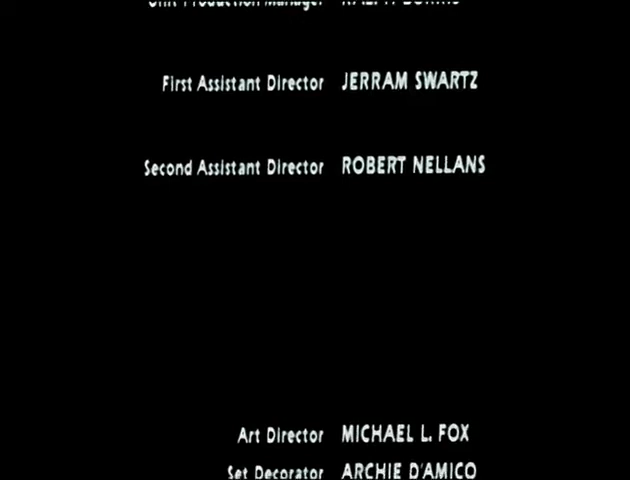 First Assistant Director JERRAM SWARTZ
Second Assistant Director ROBERT NELLANS
Art Director MICHAEL L. FOX
Set Decorator ARCHIE D'AMICO